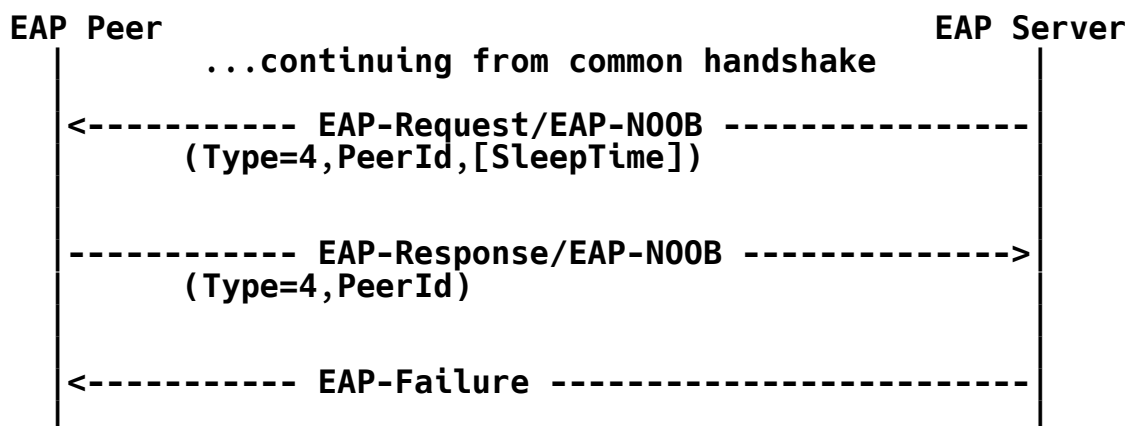 EAP Peer EAP Server
...continuing from common handshake
<----------- EAP-Request/EAP-NOOB ----------------
(Type=4,PeerId,[SleepTime])
------------ EAP-Response/EAP-NOOB ------------->
(Type=4,PeerId)
<----------- EAP-Failure -------------------------